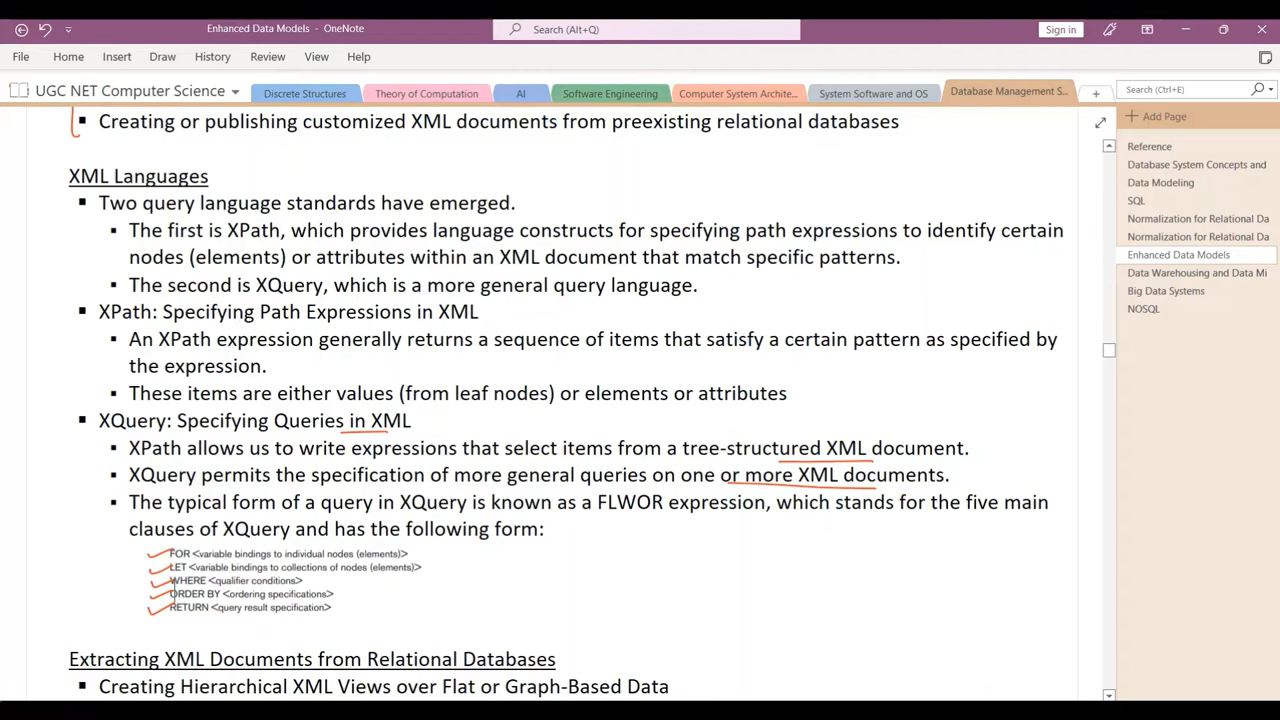 Enhanced Data Models - OneNote
Search (Alt+Q)
Sign in
File Home Insert Draw History Review View Help
UGC NET Computer Science
Discrete Structures
Theory of Computation
AI
Software Engineering
Computer System Archite...
System Software and OS
Database Management S...
Search (Ctrl+E)
Creating or publishing customized XML documents from preexisting relational databases
XML Languages
Two query language standards have emerged.
The first is XPath, which provides language constructs for specifying path expressions to identify certain
nodes (elements) or attributes within an XML document that match specific patterns.
The second is XQuery, which is a more general query language.
XPath: Specifying Path Expressions in XML
An XPath expression generally returns a sequence of items that satisfy a certain pattern as specified by
the expression.
These items are either values (from leaf nodes) or elements or attributes
XQuery: Specifying Queries in XML
XPath allows us to write expressions that select items from a tree-structured XML document.
XQuery permits the specification of more general queries on one or more XML documents.
The typical form of a query in XQuery is known as a FLWOR expression, which stands for the five main
clauses of XQuery and has the following form:
FOR <variable bindings to individual nodes (elements)>
LET <variable bindings to collections of nodes (elements)>
WHERE <qualifier conditions>
ORDER BY <ordering specifications>
RETURN <query result specification>
Extracting XML Documents from Relational Databases
Creating Hierarchical XML Views over Flat or Graph-Based Data
Add Page
Reference
Database System Concepts and
Data Modeling
SQL
Normalization for Relational Da
Normalization for Relational Da
Enhanced Data Models
Data Warehousing and Data Mi
Big Data Systems
NOSQL